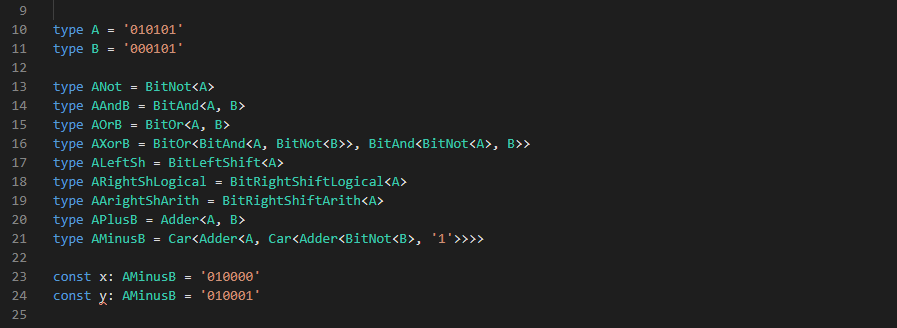 9
10 type A = '010101'
11 type B = '000101'
12
13 type ANot = BitNot<A>
14 type AAndB = BitAnd<A, B>
15 type AOrB = BitOr<A, B>
16 type AXorB = BitOr<BitAnd<A, BitNot<B>>, BitAnd<BitNot<A>, B>>
17 type ALeftSh = BitLeftShift<A>
18 type ARightShLogical = BitRightShiftLogical<A>
19 type AArightShArith = BitRightShiftArith<A>
20 type APlusB = Adder<A, B>
21 type AMinusB = Car<Adder<A, Car<Adder<BitNot<B>, '1'>>>>
22
23 const x: AMinusB = '010000'
24 const y: AMinusB = '010001'
25